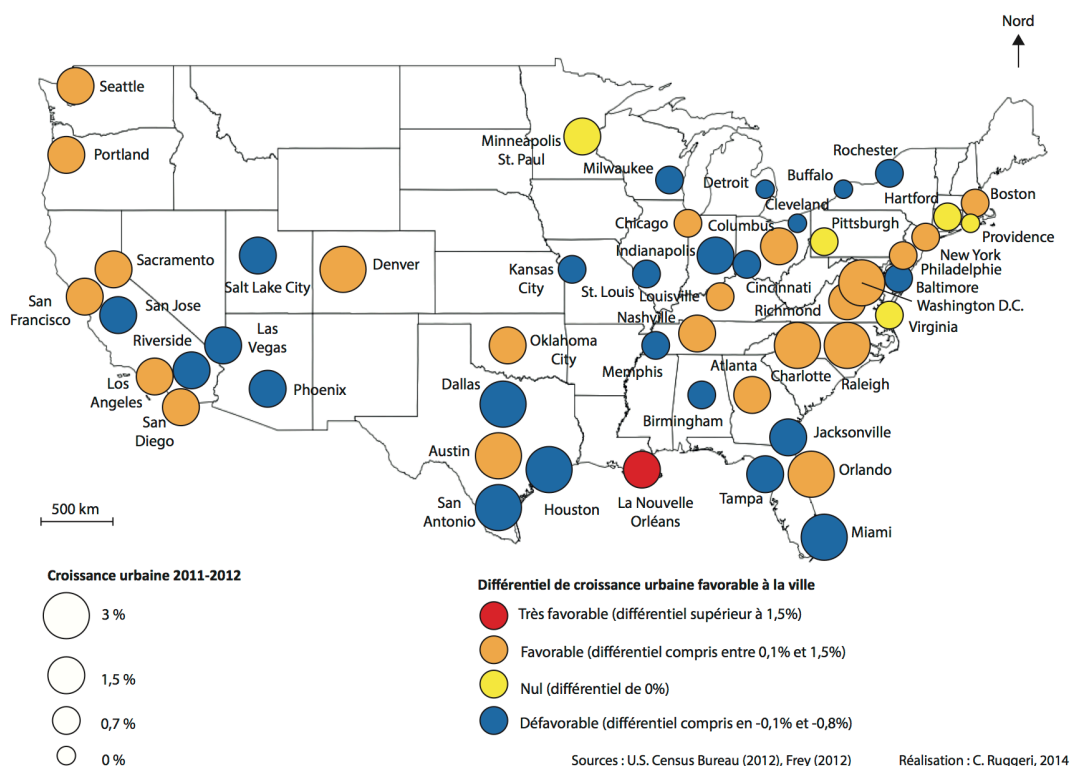 Nord
Seattle
Portland
Minneapolis
St. Paul
Milwaukee
Detroit
Buffalo
Rochester
Cleveland
Hartford
Boston
Chicago
Columbus
Pittsburgh
Providence
New York
Indianapolis
Philadelphie
Baltimore
Washington D.C.
Cincinnati
Sacramento
Salt Lake City
Denver
Kansas
City
St. Louis
Louisville
Richmond
Virginia
San
Francisco
San Jose
Riverside
Las
Vegas
Nashville
Oklahoma
City
Memphis
Atlanta
Charlotte
Raleigh
Los
Angeles
San
Diego
Phoenix
Dallas
Birmingham
Jacksonville
Austin
Orlando
Tampa
San
Antonio
Houston
La Nouvelle
Orléans
Miami
500 km
Croissance urbaine 2011-2012
3 %
1,5 %
0,7 %
0 %
Différentiel de croissance urbaine favorable à la ville
Très favorable (différentiel supérieur à 1,5%)
Favorable (différentiel compris entre 0,1% et 1,5%)
Nul (différentiel de 0%)
Défavorable (différentiel compris en -0,1% et -0,8%)
Sources : U.S. Census Bureau (2012), Frey (2012)
Réalisation : C. Ruggeri, 2014